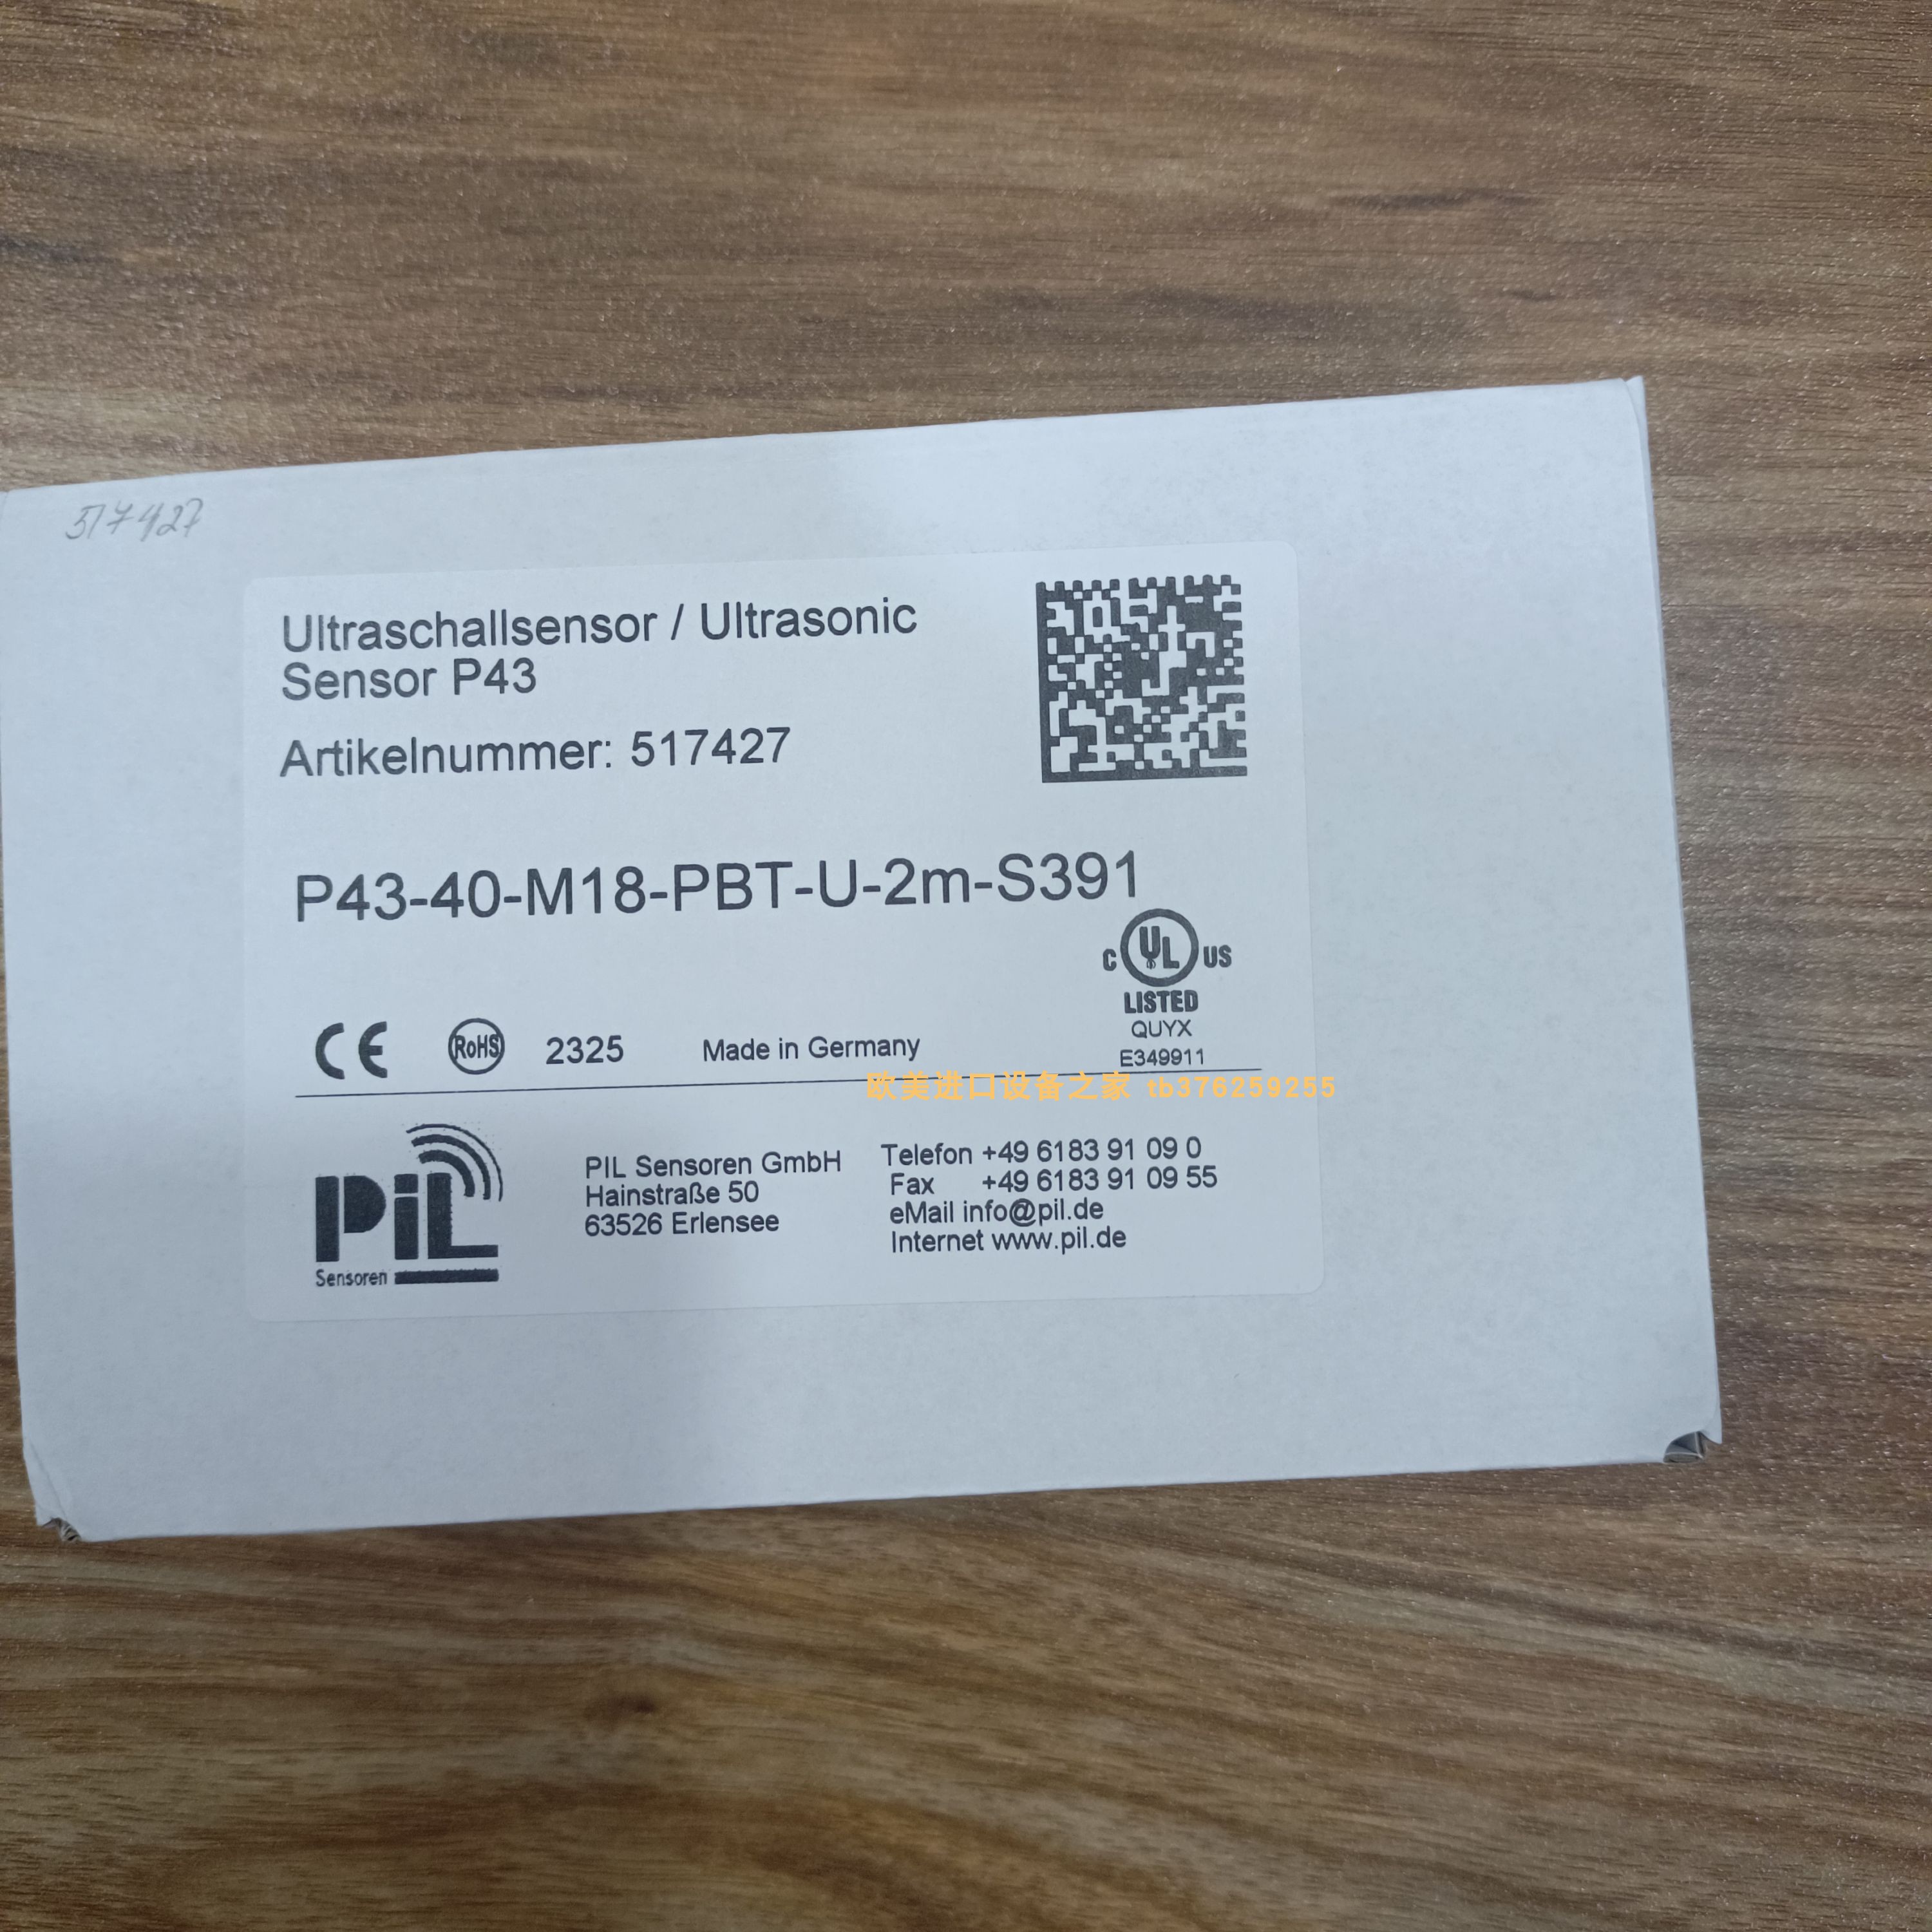 517427
Ultraschallsensor / Ultrasonic
Sensor P43
Artikelnummer: 517427
P43-40-M18-PBT-U-2m-S391
C UL US
LISTED
QUYX
E349911
CE RoHS 2325 Made in Germany
欧美进口设备之家 tb376259255
PiL
Sensoren
PIL Sensoren GmbH
Hainstraße 50
63526 Erlensee
Telefon +49 6183 91 09 0
Fax +49 6183 91 09 55
eMail info@pil.de
Internet www.pil.de